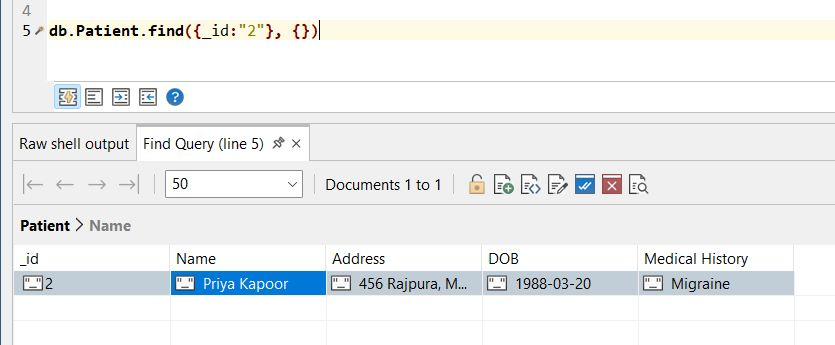 4
5 db.Patient.find({_id:"2"}, {})
Raw shell output Find Query (line 5)
50 Documents 1 to 1
Patient > Name
_id Name Address DOB Medical History
2 Priya Kapoor 456 Rajpura, M... 1988-03-20 Migraine